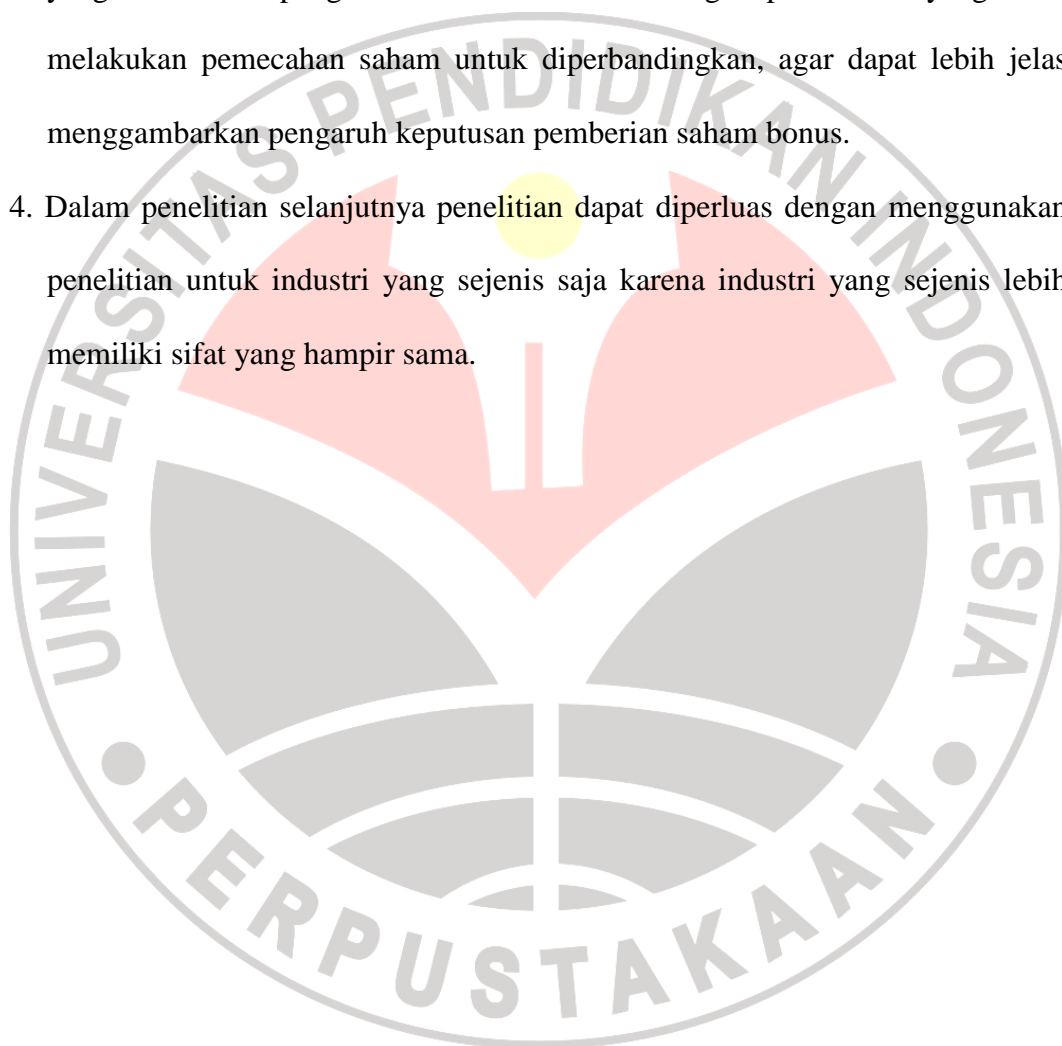 melakukan pemecahan saham untuk diperbandingkan, agar dapat lebih jelas
menggambarkan pengaruh keputusan pemberian saham bonus.
4. Dalam penelitian selanjutnya penelitian dapat diperluas dengan menggunakan
penelitian untuk industri yang sejenis saja karena industri yang sejenis lebih
memiliki sifat yang hampir sama.
UNIVERSITAS PENDIDIKAN INDONESIA
PERPUSTAKAAN